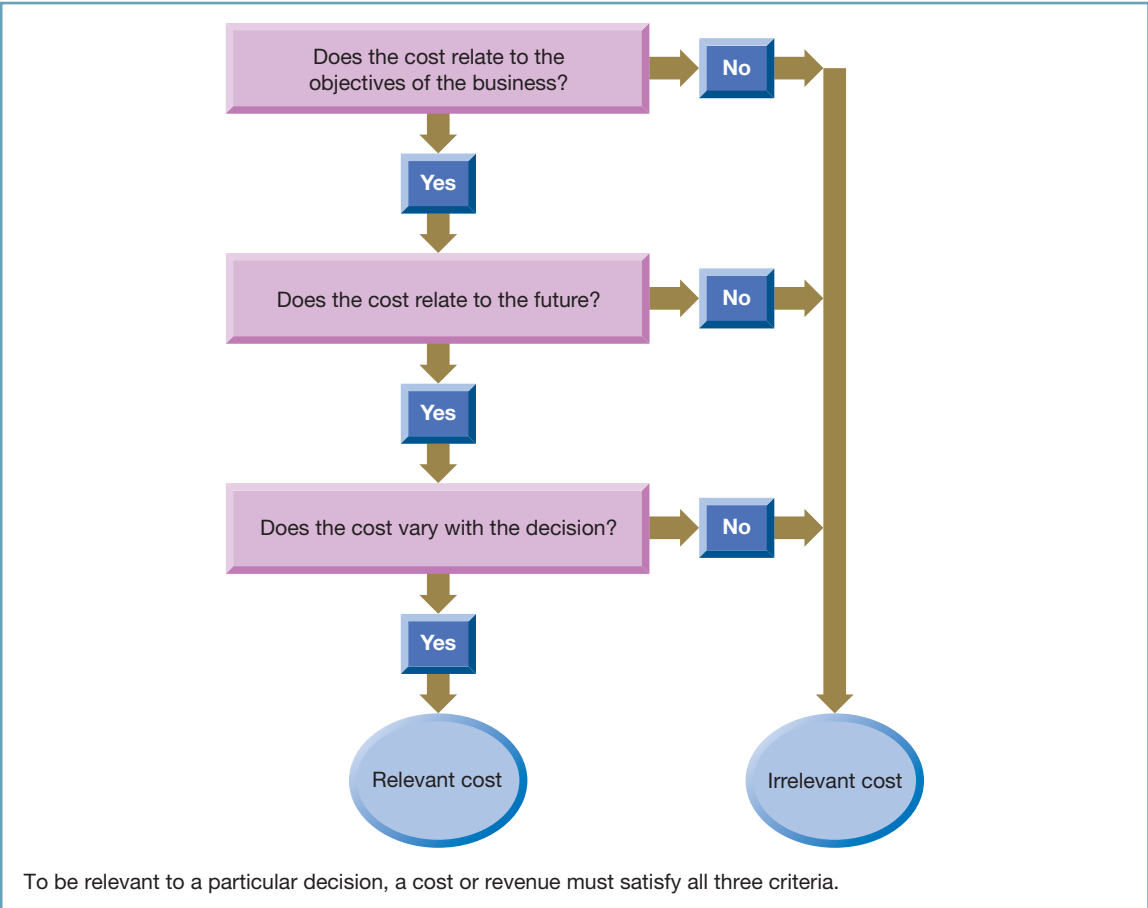 Does the cost relate to the
objectives of the business?
No
Yes
Does the cost relate to the future?
No
Yes
Does the cost vary with the decision?
No
Yes
Relevant cost
Irrelevant cost
To be relevant to a particular decision, a cost or revenue must satisfy all three criteria.